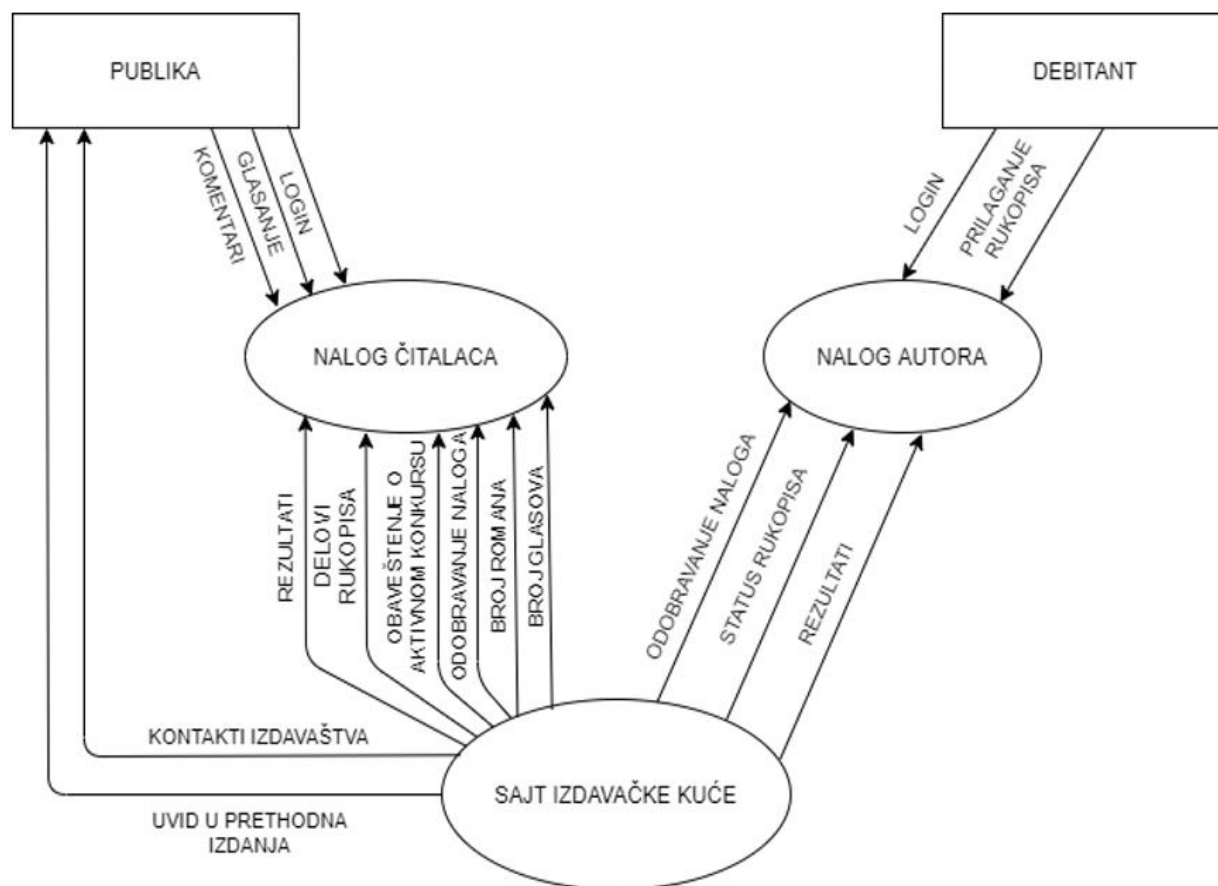 PUBLIKA
DEBITANT
KOMENTARI
GLASANJE
LOGIN
LOGIN
PRILAGANJE
RUKOPISA
NALOG ČITALACA
NALOG AUTORA
REZULTATI
DELOVI
RUKOPISA
OBAVEŠTENJE O
AKTIVNOM KONKURSU
ODOBRAVANJE NALOGA
BROJ ROMANA
BROJ GLASOVA
ODOBRAVANJE NALOGA
STATUS RUKOPISA
REZULTATI
KONTAKTI IZDAVAŠTVA
SAJT IZDAVAČKE KUĆE
UVID U PRETHODNA
IZDANJA